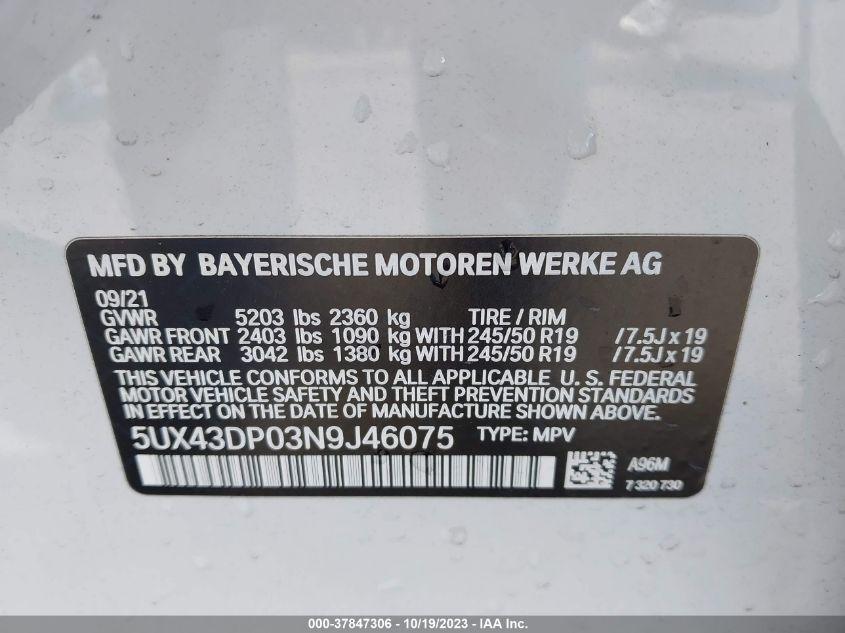 MFD BY BAYERISCHE MOTOREN WERKE AG
09/21
GVWR 5203 lbs 2360 kg TIRE / RIM
GAWR FRONT 2403 lbs 1090 kg WITH 245/50 R19 / 7.5J x 19
GAWR REAR 3042 lbs 1380 kg WITH 245/50 R19 / 7.5J x 19
THIS VEHICLE CONFORMS TO ALL APPLICABLE U. S. FEDERAL
MOTOR VEHICLE SAFETY AND THEFT PREVENTION STANDARDS
IN EFFECT ON THE DATE OF MANUFACTURE SHOWN ABOVE.
5UX43DP03N9J46075 TYPE: MPV
A96M
7 320 730
000-37847306 - 10/19/2023 - © IAA Inc.